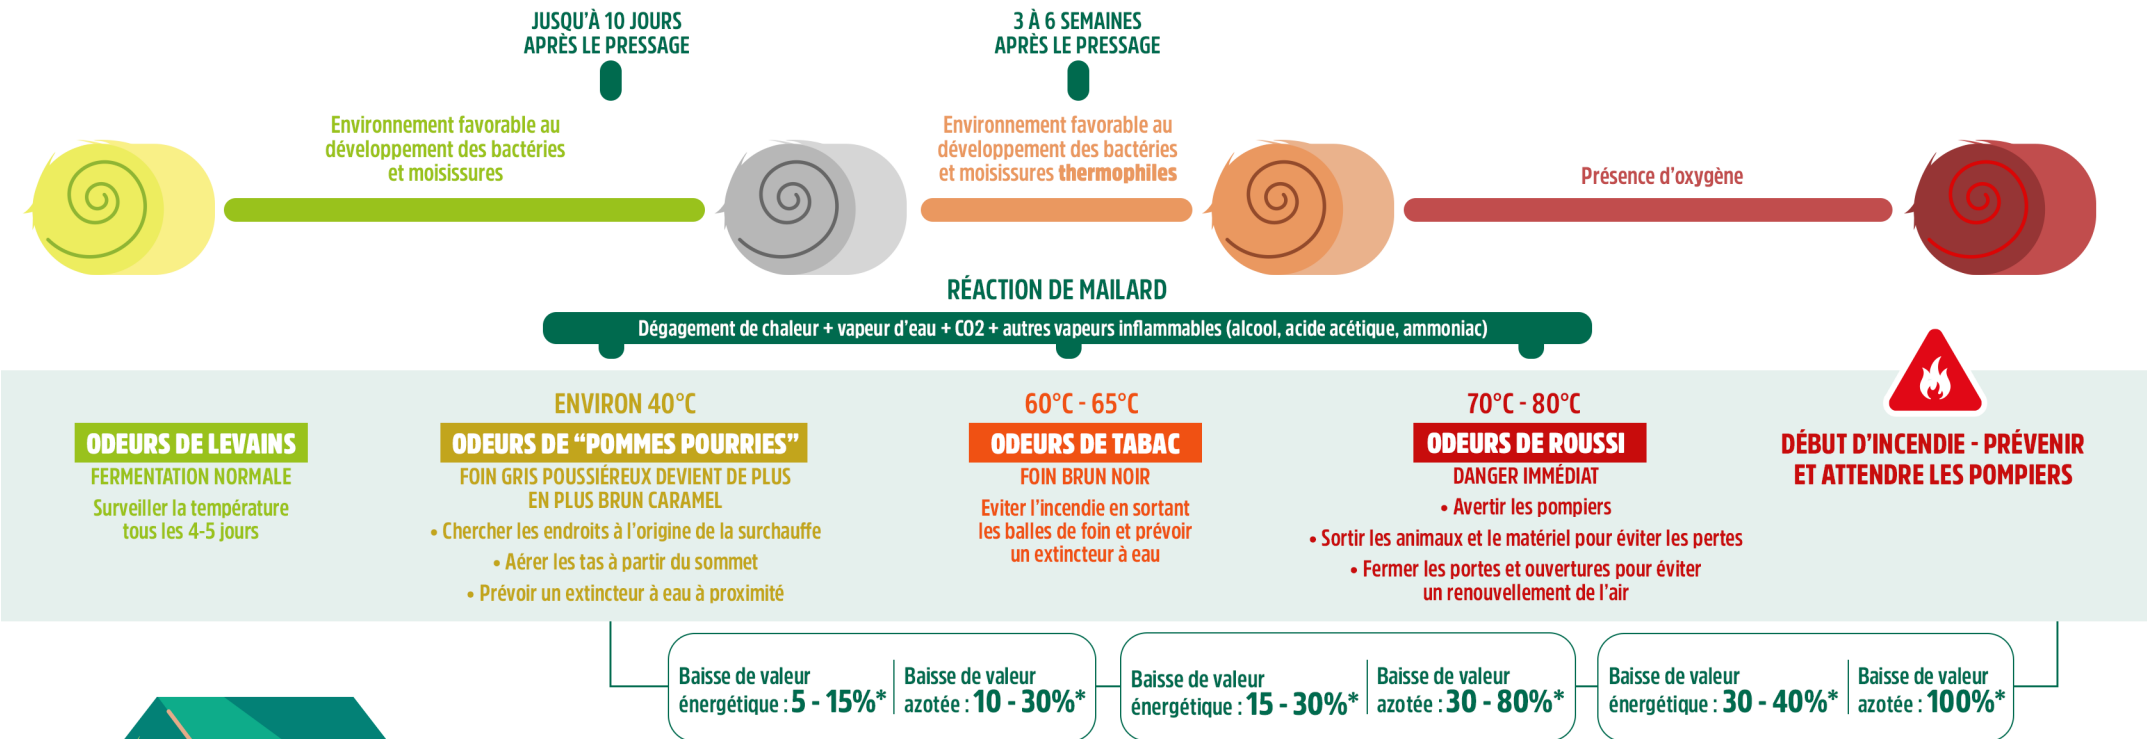 JUSQU'À 10 JOURS
APRÈS LE PRESSAGE
3 À 6 SEMAINES
APRÈS LE PRESSAGE
Environnement favorable au
développement des bactéries
et moisissures
Environnement favorable au
développement des bactéries
et moisissures thermophiles
Présence d'oxygène
RÉACTION DE MAILARD
Dégagement de chaleur + vapeur d'eau + CO2 + autres vapeurs inflammables (alcool, acide acétique, ammoniac)
ODEURS DE LEVAINS
FERMENTATION NORMALE
Surveiller la température
tous les 4-5 jours
ENVIRON 40°C
ODEURS DE “POMMES POURRIES”
FOIN GRIS POUSSIÉREUX DEVIENT DE PLUS
EN PLUS BRUN CARAMEL
• Chercher les endroits à l'origine de la surchauffe
• Aérer les tas à partir du sommet
• Prévoir un extincteur à eau à proximité
60°C - 65°C
ODEURS DE TABAC
FOIN BRUN NOIR
Eviter l'incendie en sortant
les balles de foin et prévoir
un extincteur à eau
70°C - 80°C
ODEURS DE ROUSSI
DANGER IMMÉDIAT
• Avertir les pompiers
• Sortir les animaux et le matériel pour éviter les pertes
• Fermer les portes et ouvertures pour éviter
un renouvellement de l'air
DÉBUT D'INCENDIE - PRÉVENIR
ET ATTENDRE LES POMPIERS
Baisse de valeur
énergétique : 5 - 15%*
Baisse de valeur
azotée : 10 - 30%*
Baisse de valeur
énergétique : 15 - 30%*
Baisse de valeur
azotée : 30 - 80%*
Baisse de valeur
énergétique : 30 - 40%*
Baisse de valeur
azotée : 100%*